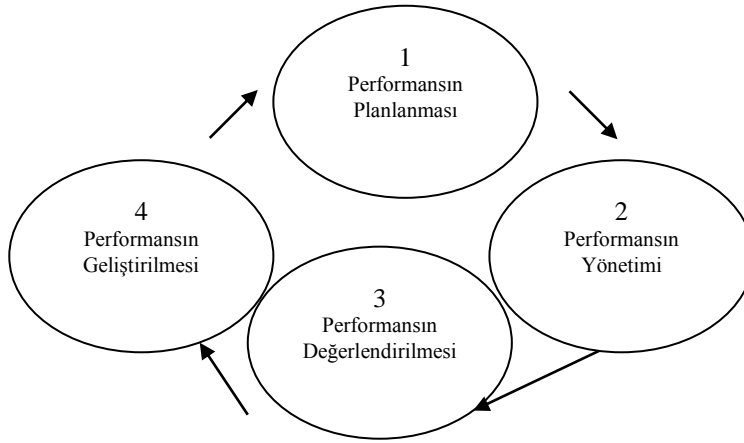 1
Performansın
Planlanması
2
Performansın
Yönetimi
3
Performansın
Değerlendirilmesi
4
Performansın
Geliştirilmesi